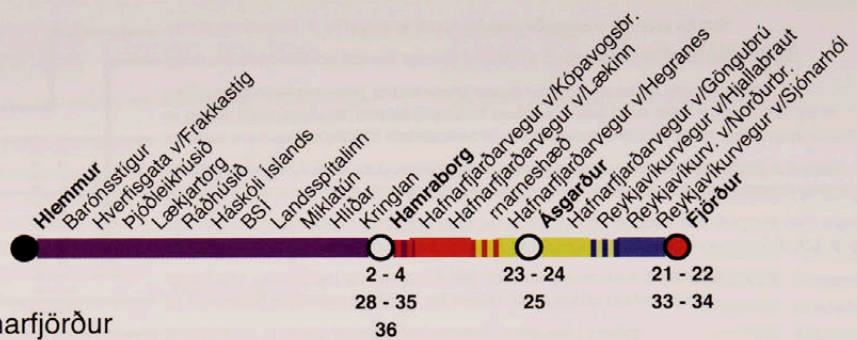 Hlemmur
Barónsstígur
Hverfisgata v/Frakkastíg
Þjóðleikhúsið
Lækjartorg
Ráðhúsið
Háskóli Íslands
BSÍ
Landsspítalinn
Miklatún
Hlíðar
Kringlan
Hamraborg
Hafnarfjarðarvegur v/Kópavogsbr.
Hafnarfjarðarvegur v/Lækinn
rnarneshæð
Hafnarfjarðarvegur v/Hegranes
Ásgarður
Hafnarfjarðarvegur v/Göngubrú
Reykjavíkurvegur v/Hjallabraut
Reykjavíkurv. v/Norðurbr.
Reykjavíkurvegur v/Sjónarhól
Fjörður
2 - 4
28 - 35
36
23 - 24
25
21 - 22
33 - 34
narfjörður